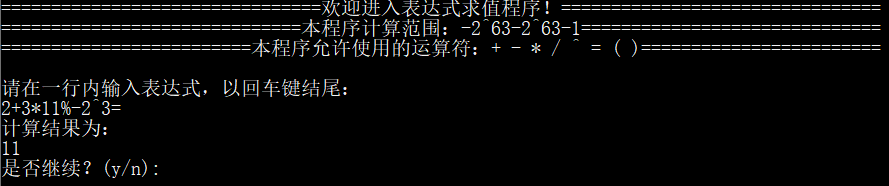 ================================欢迎进入表达式求值程序！================================
==============================本程序计算范围：-2^63-2^63-1==============================
=========================本程序允许使用的运算符：+ - * / ^ = ( )========================
请在一行内输入表达式，以回车键结尾：
2+3*11%-2^3=
计算结果为：
11
是否继续？(y/n):